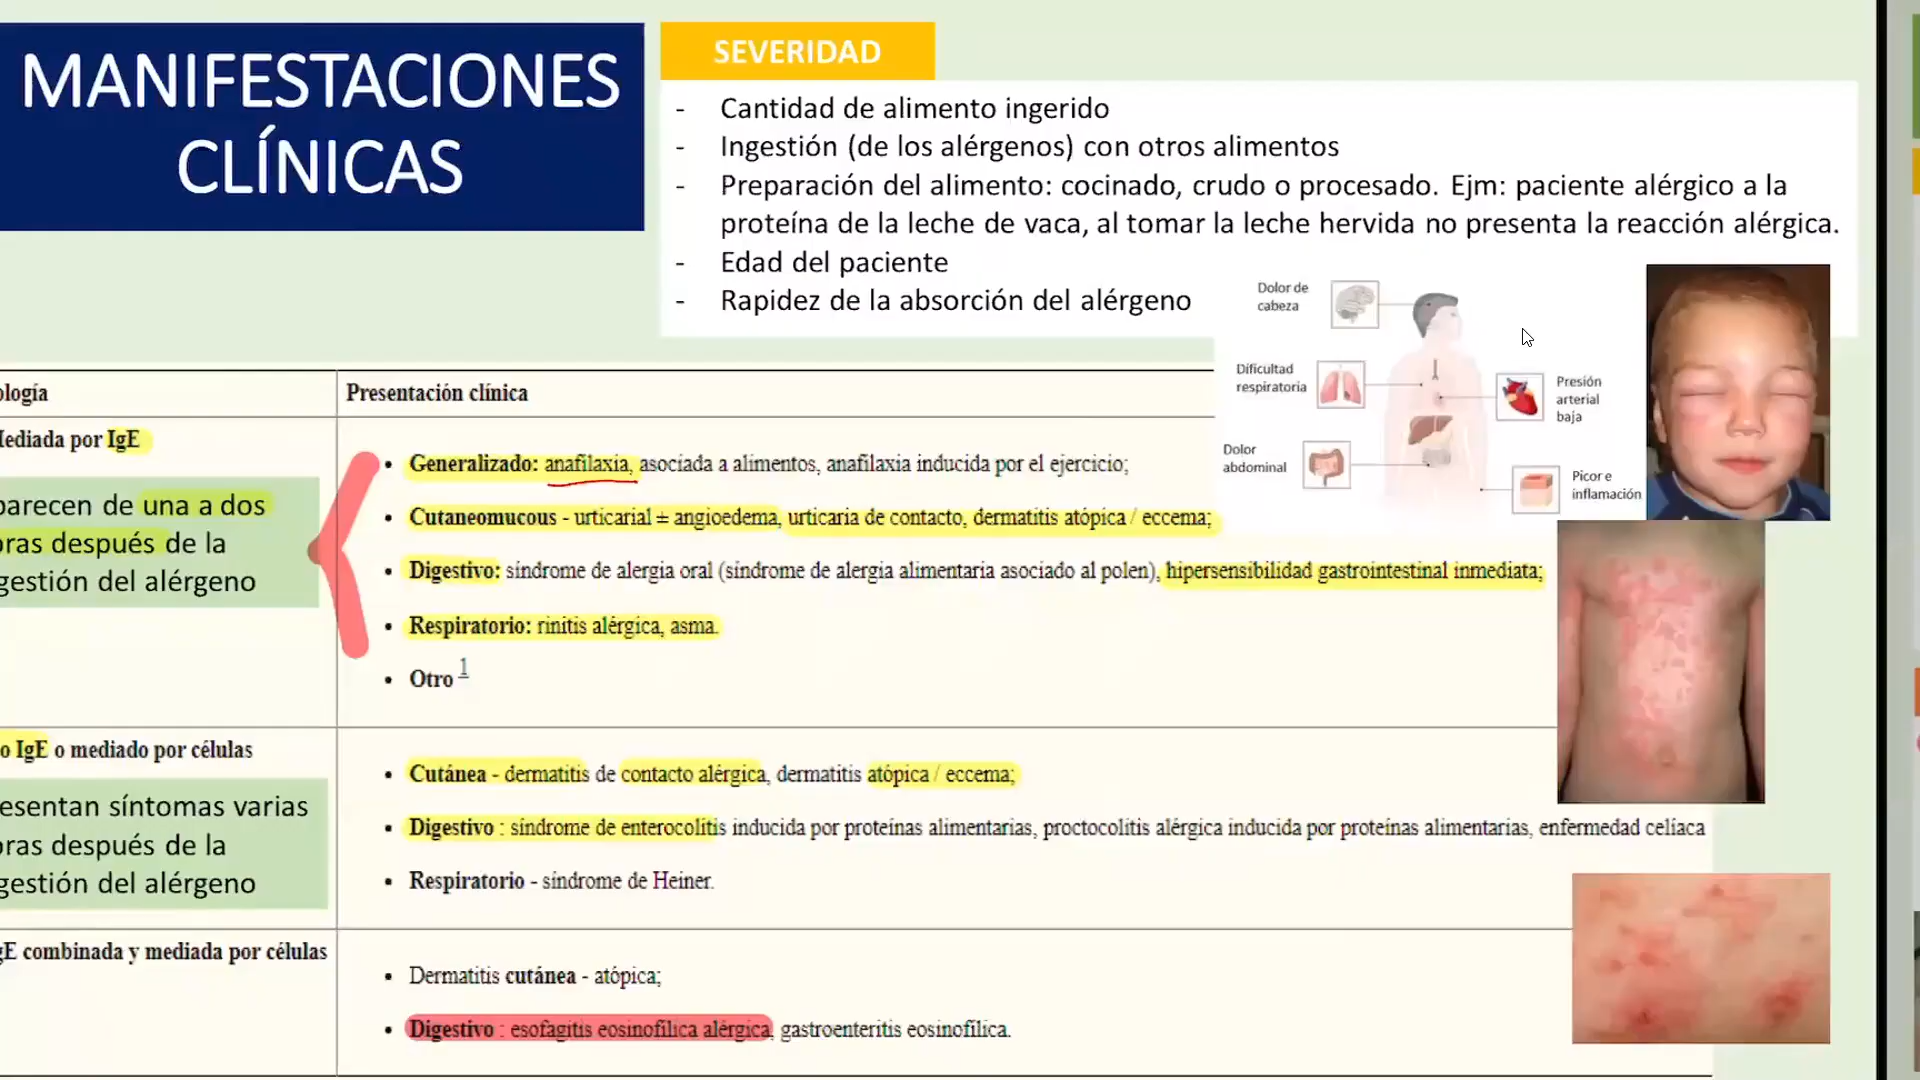 MANIFESTACIONES
CLÍNICAS
SEVERIDAD
- Cantidad de alimento ingerido
- Ingestión (de los alérgenos) con otros alimentos
- Preparación del alimento: cocinado, crudo o procesado. Ejm: paciente alérgico a la
proteína de la leche de vaca, al tomar la leche hervida no presenta la reacción alérgica.
- Edad del paciente
- Rapidez de la absorción del alérgeno
Dolor de
cabeza
Dificultad
respiratoria
Presión
arterial
baja
Dolor
abdominal
Picor e
inflamación
ología
Presentación clínica
Mediada por IgE
parecen de una a dos
oras después de la
gestión del alérgeno
• Generalizado: anafilaxia, asociada a alimentos, anafilaxia inducida por el ejercicio;
• Cutaneomucous - urticarial ± angioedema, urticaria de contacto, dermatitis atópica / eccema;
• Digestivo: síndrome de alergia oral (síndrome de alergia alimentaria asociado al polen), hipersensibilidad gastrointestinal inmediata;
• Respiratorio: rinitis alérgica, asma.
• Otro 1
o IgE o mediado por células
esentan síntomas varias
oras después de la
gestión del alérgeno
• Cutánea - dermatitis de contacto alérgica, dermatitis atópica / eccema;
• Digestivo : síndrome de enterocolitis inducida por proteínas alimentarias, proctocolitis alérgica inducida por proteínas alimentarias, enfermedad celíaca
• Respiratorio - síndrome de Heiner.
gE combinada y mediada por células
• Dermatitis cutánea - atópica;
• Digestivo : esofagitis eosinofílica alérgica, gastroenteritis eosinofílica.